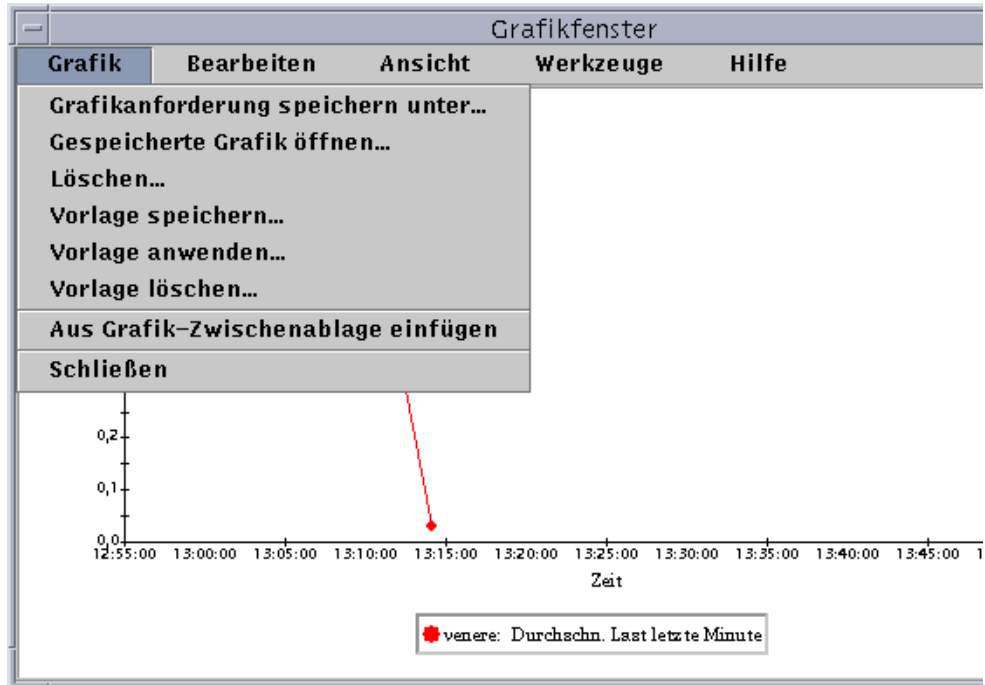 Grafikfenster
Grafik Bearbeiten Ansicht Werkzeuge Hilfe
Grafikanforderung speichern unter...
Gespeicherte Grafik öffnen...
Löschen...
Vorlage speichern...
Vorlage anwenden...
Vorlage löschen...
Aus Grafik-Zwischenablage einfügen
Schließen
0,2
0,1
0,0
12:55:00 13:00:00 13:05:00 13:10:00 13:15:00 13:20:00 13:25:00 13:30:00 13:35:00 13:40:00 13:45:00 1
Zeit
venere: Durchschn. Last letzte Minute